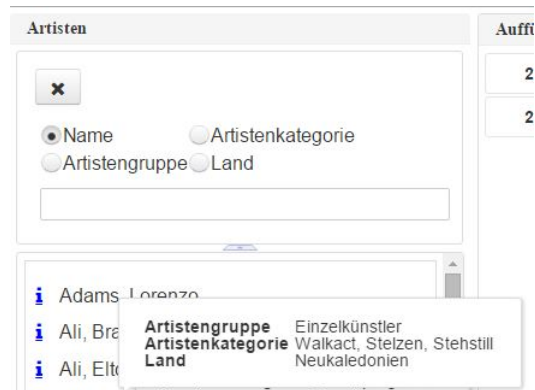 Artisten
Auffü
2
2
Name Artistenkategorie
Artistengruppe Land
i Adams, Lorenzo
i Ali, Bra
i Ali, Elto
Artistengruppe Einzelkünstler
Artistenkategorie Walkact, Stelzen, Stehstill
Land Neukaledonien